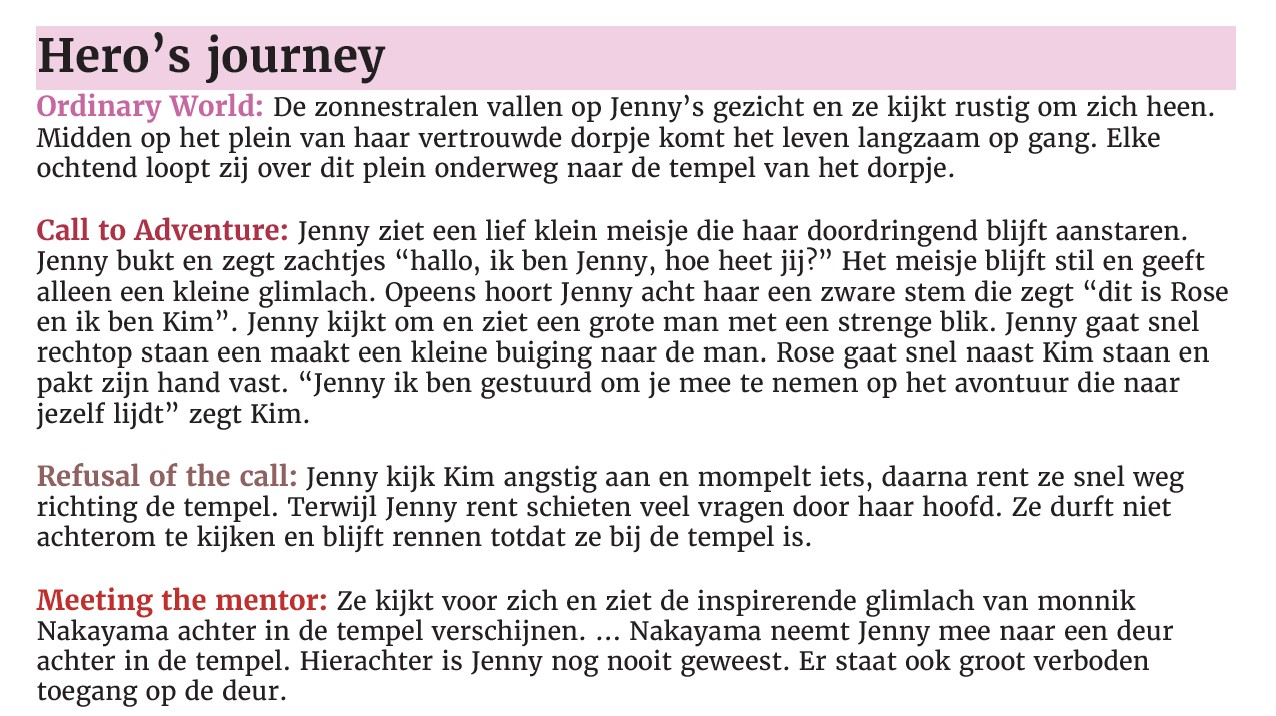 Hero’s journey
Ordinary World: De zonnestralen vallen op Jenny’s gezicht en ze kijkt rustig om zich heen.
Midden op het plein van haar vertrouwde dorpje komt het leven langzaam op gang. Elke
ochtend loopt zij over dit plein onderweg naar de tempel van het dorpje.
Call to Adventure: Jenny ziet een lief klein meisje die haar doordringend blijft aanstaren.
Jenny bukt en zegt zachtjes “hallo, ik ben Jenny, hoe heet jij?” Het meisje blijft stil en geeft
alleen een kleine glimlach. Opeens hoort Jenny acht haar een zware stem die zegt “dit is Rose
en ik ben Kim”. Jenny kijkt om en ziet een grote man met een strenge blik. Jenny gaat snel
rechtop staan een maakt een kleine buiging naar de man. Rose gaat snel naast Kim staan en
pakt zijn hand vast. “Jenny ik ben gestuurd om je mee te nemen op het avontuur die naar
jezelf lijdt” zegt Kim.
Refusal of the call: Jenny kijk Kim angstig aan en mompelt iets, daarna rent ze snel weg
richting de tempel. Terwijl Jenny rent schieten veel vragen door haar hoofd. Ze durft niet
achterom te kijken en blijft rennen totdat ze bij de tempel is.
Meeting the mentor: Ze kijkt voor zich en ziet de inspirerende glimlach van monnik
Nakayama achter in de tempel verschijnen. ... Nakayama neemt Jenny mee naar een deur
achter in de tempel. Hierachter is Jenny nog nooit geweest. Er staat ook groot verboden
toegang op de deur.